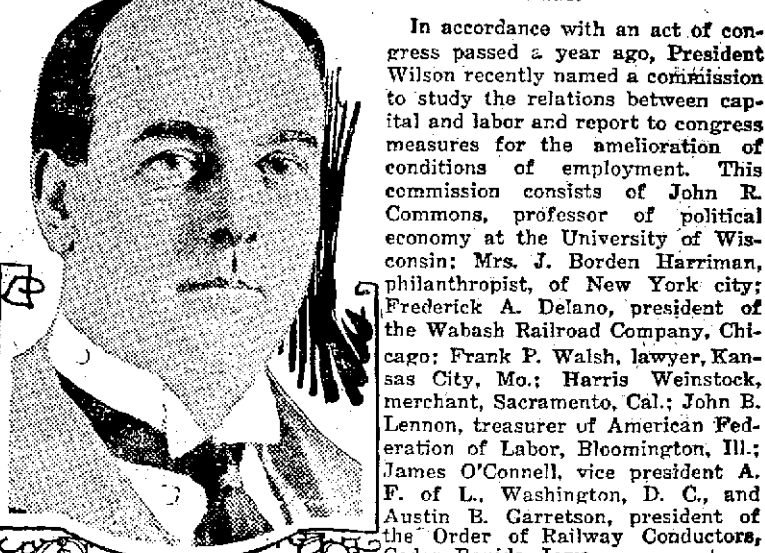 In accordance with an act of con-
gress passed a year ago, President
Wilson recently named a commission
to study the relations between cap-
ital and labor and report to congress
measures for the amelioration of
conditions of employment. This
commission consists of John R.
Commons, professor of political
economy at the University of Wis-
consin; Mrs. J. Borden Harriman,
philanthropist, of New York city;
Frederick A. Delano, president of
the Wabash Railroad Company, Chi-
cago; Frank P. Walsh, lawyer, Kan-
sas City, Mo.; Harris Weinstock,
merchant, Sacramento, Cal.; John B.
Lennon, treasurer of American Fed-
eration of Labor, Bloomington, Ill.;
James O'Connell, vice president A.
F. of L., Washington, D. C., and
Austin B. Garretson, president of
the Order of Railway Conductors,